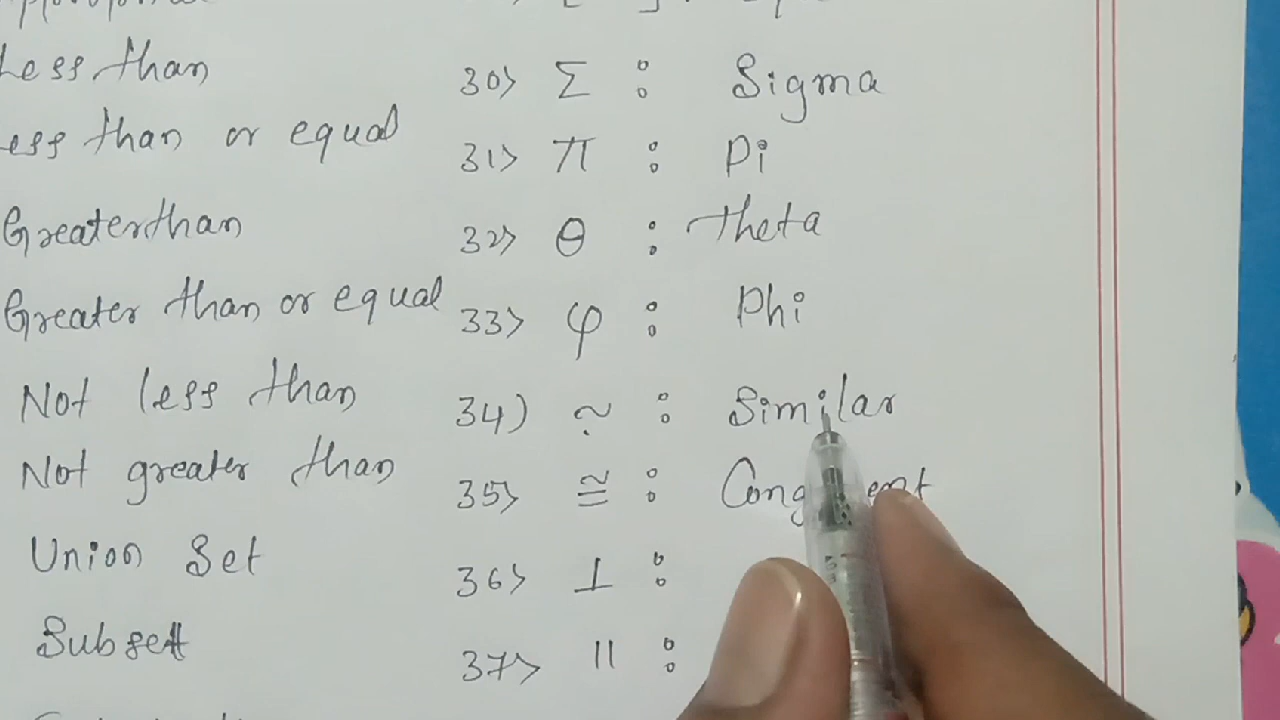 Less than
30) Σ : Sigma
Less than or equal
31) π : Pi
Greaterthan
32) θ : Theta
Greater than or equal
33) φ : Phi
Not less than
34) ~ : Similar
Not greater than
35) ≅ :
Union Set
36) ⊥ :
Subset
37) || :